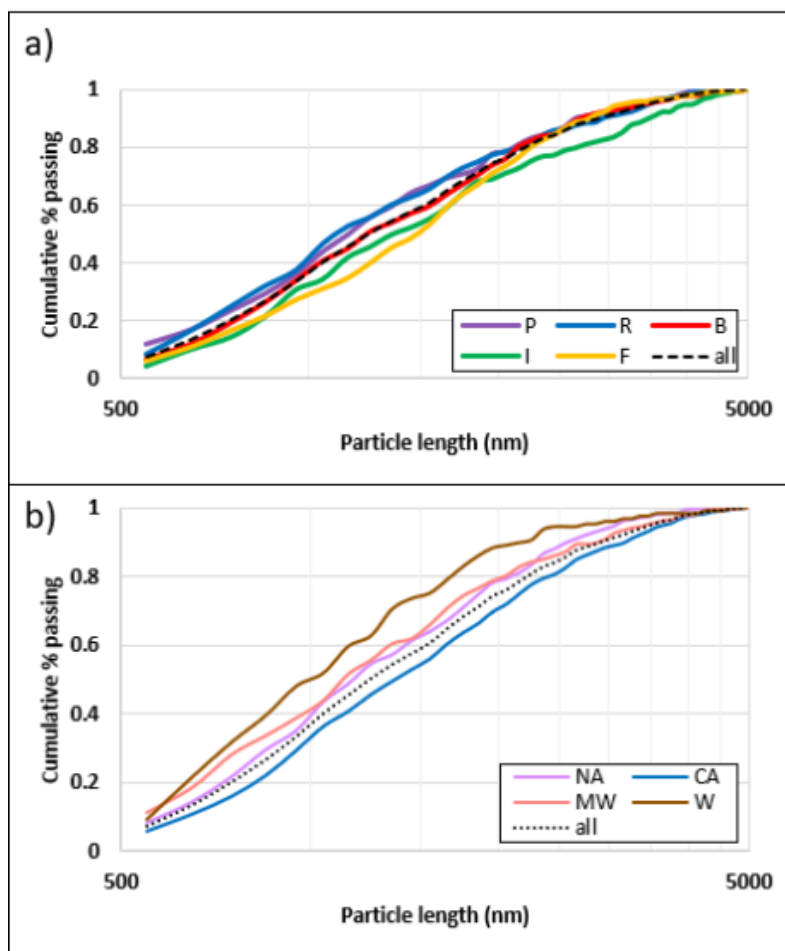 a)
1
0.8
0.6
0.4
0.2
0
Cumulative % passing
P R B
I F all
500 5000
Particle length (nm)
b)
1
0.8
0.6
0.4
0.2
0
Cumulative % passing
NA CA
MW W
all
500 5000
Particle length (nm)